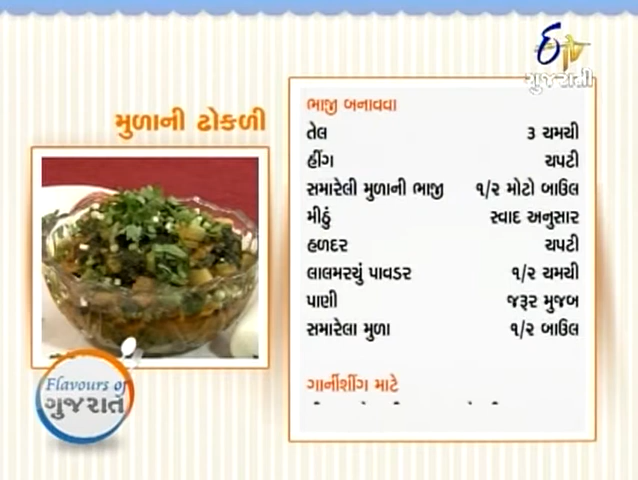 ETV
ગુજરાતી
મુળાની ઢોકળી
ભાજી બનાવવા
તેલ ૩ ચમચી
હીંગ ચપટી
સમારેલી મુળાની ભાજી ૧/૨ મોટો બાઉલ
મીઠું સ્વાદ અનુસાર
હળદર ચપટી
લાલમરચું પાવડર ૧/૨ ચમચી
પાણી જરૂર મુજબ
સમારેલા મુળા ૧/૨ બાઉલ
ગાર્નીશીંગ માટે
Flavours of
ગુજરાત